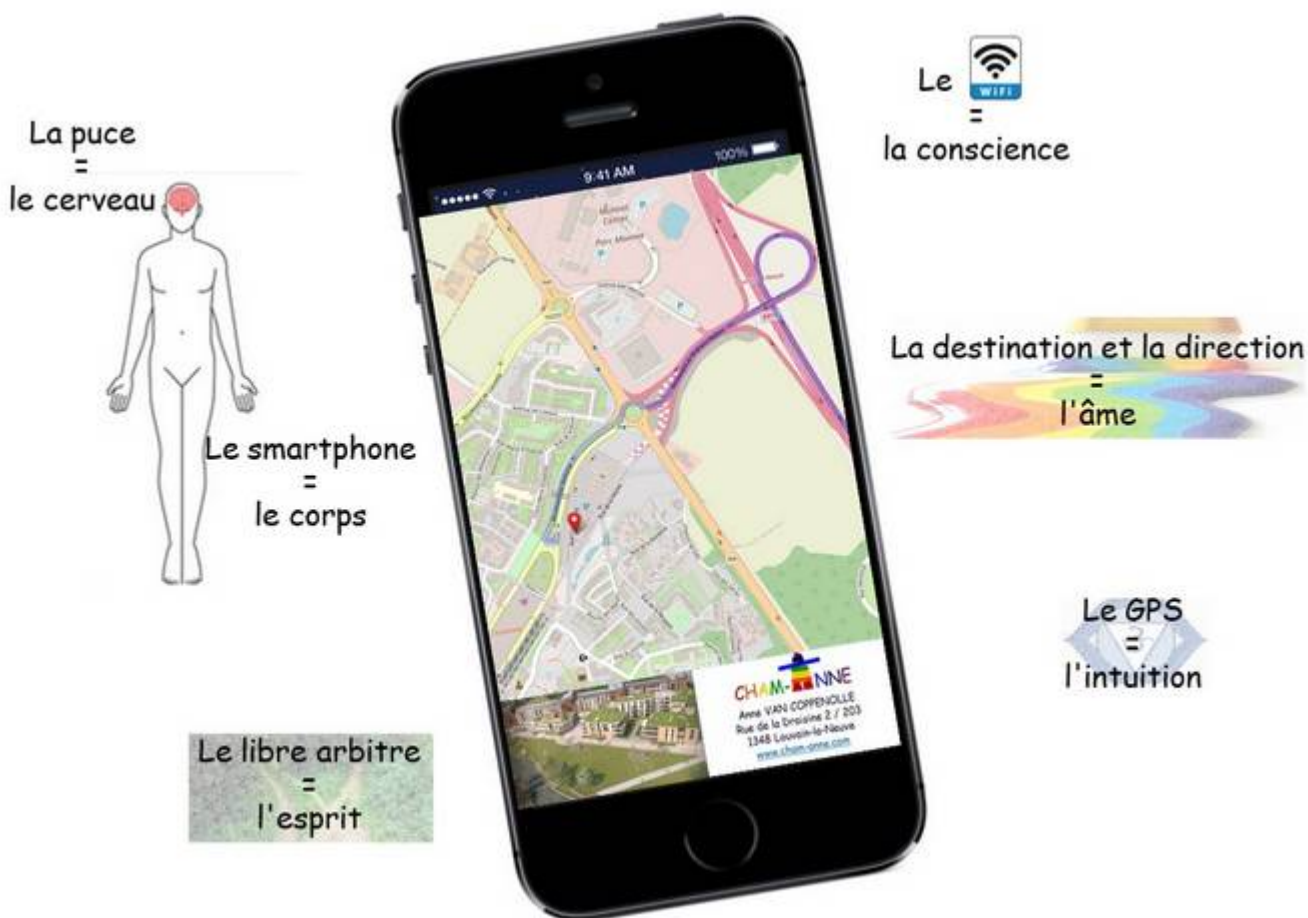 La puce
=
le cerveau
Le smartphone
=
le corps
Le libre arbitre
=
l'esprit
9:41 AM
100%
CHAM-ANNE
Anne VAN COPPENOLLE
Rue de la Draisine 2 / 203
1348 Louvain-la-Neuve
www.cham-anne.com
Le WiFi
=
la conscience
La destination et la direction
=
l'âme
Le GPS
=
l'intuition